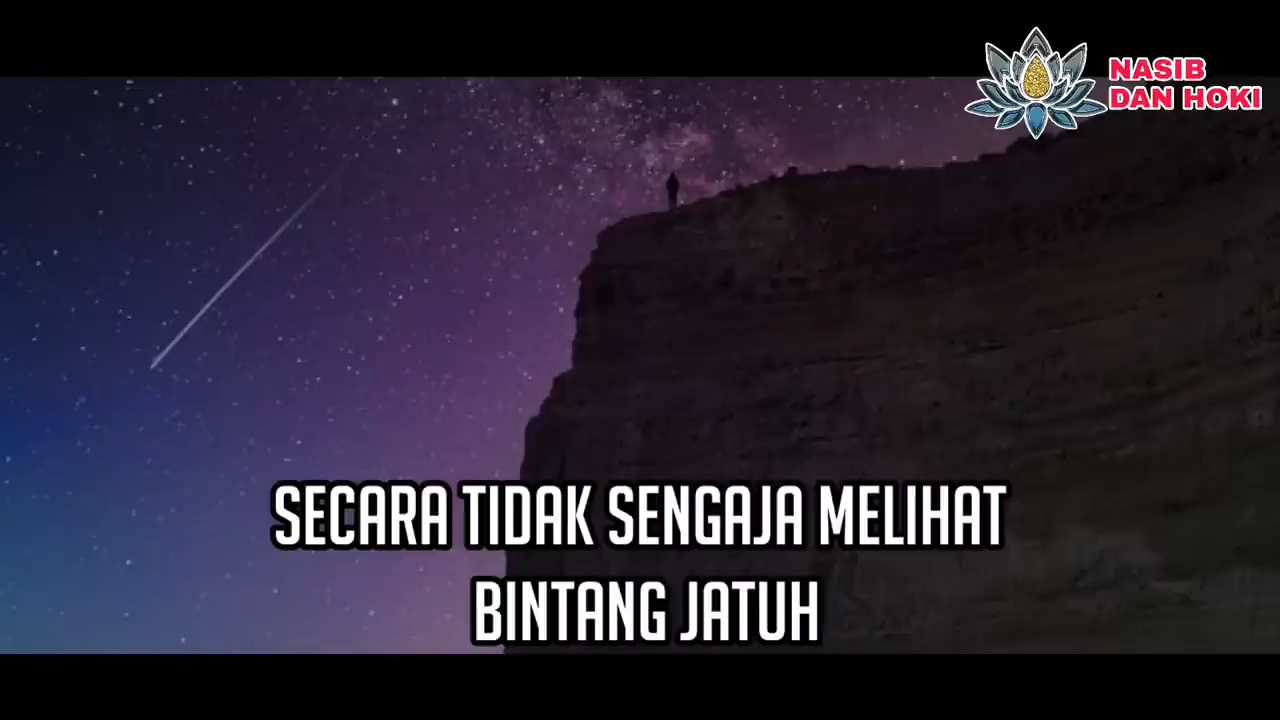 NASIB
DAN HOKI
SECARA TIDAK SENGAJA MELIHAT
BINTANG JATUH